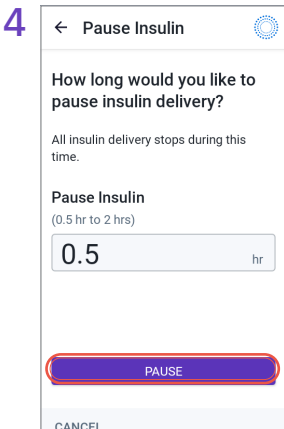 4
Pause Insulin
How long would you like to
pause insulin delivery?
All insulin delivery stops during this
time.
Pause Insulin
(0.5 hr to 2 hrs)
0.5 hr
PAUSE
CANCEL